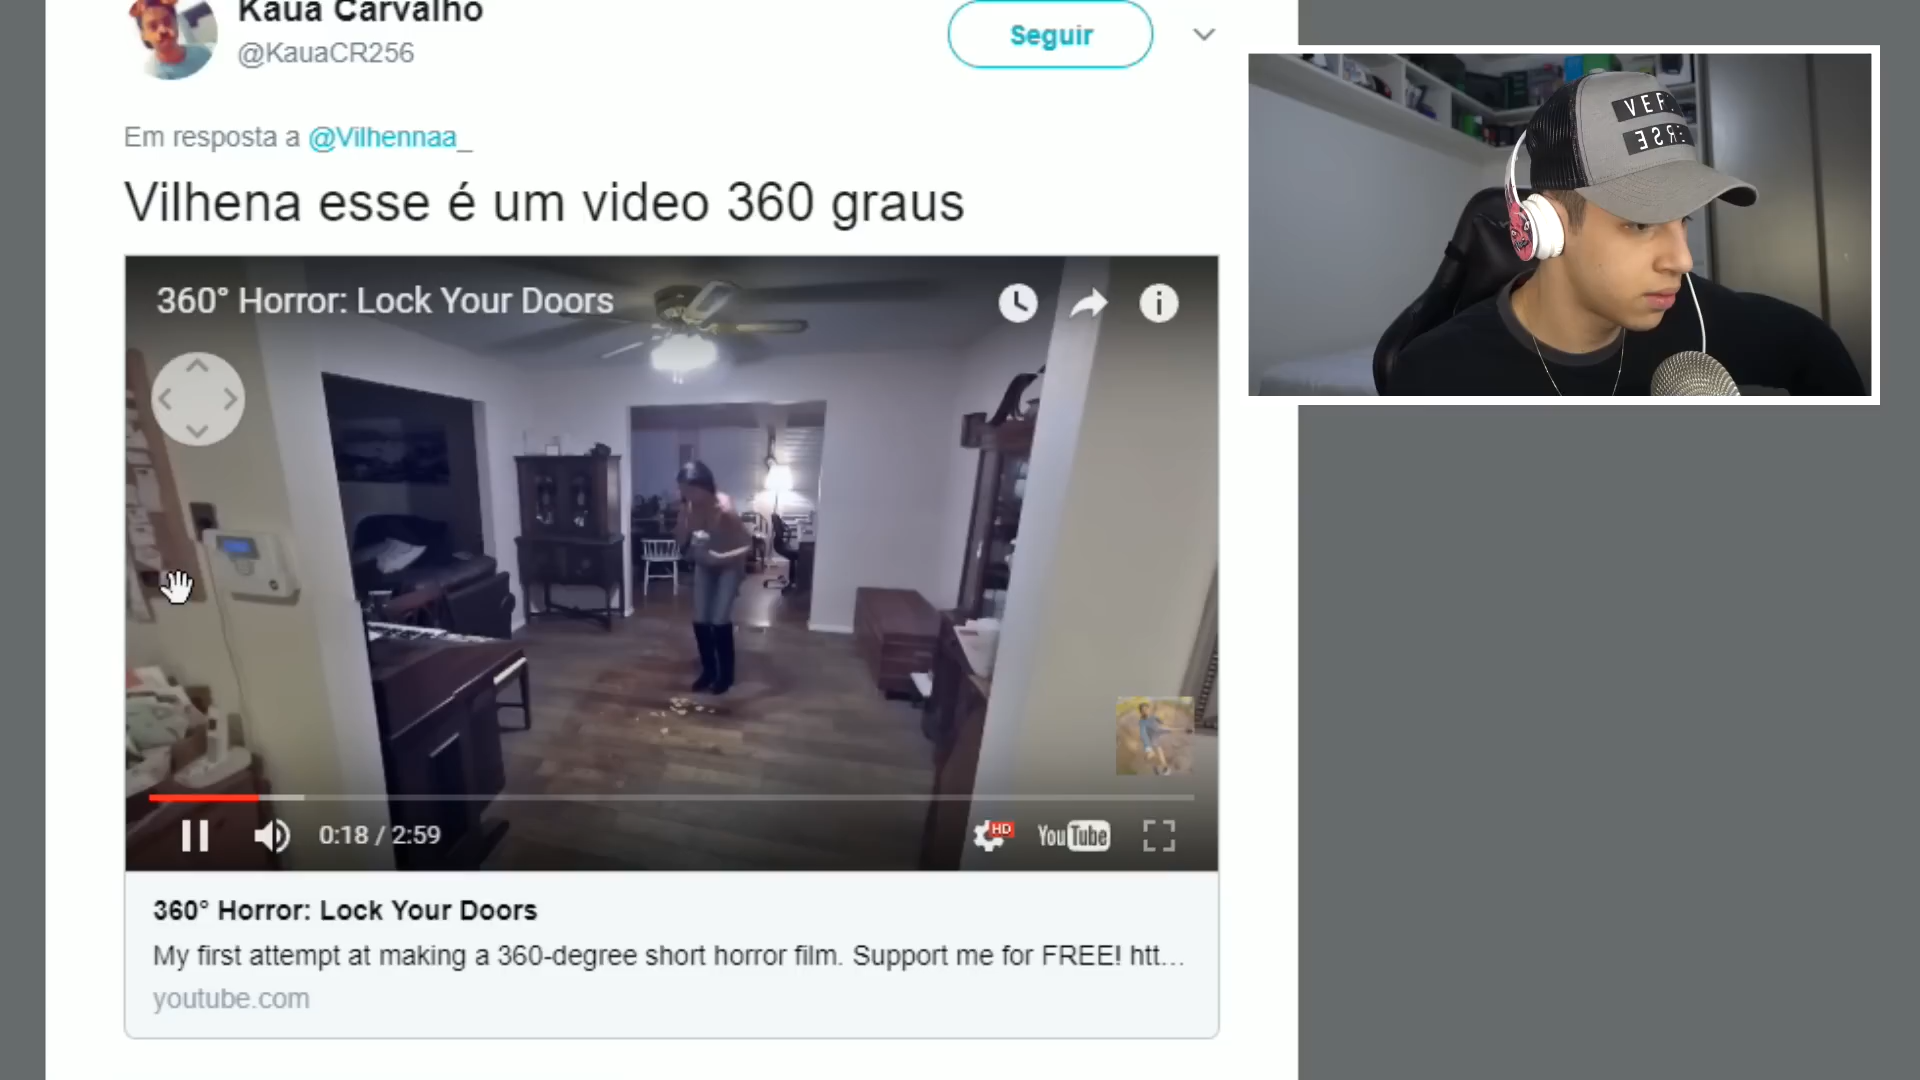 Kaua Carvalho
@KauaCR256
Seguir
Em resposta a @Vilhennaa_
Vilhena esse é um video 360 graus
360° Horror: Lock Your Doors
0:18 / 2:59
HD
YouTube
360° Horror: Lock Your Doors
My first attempt at making a 360-degree short horror film. Support me for FREE! htt...
youtube.com